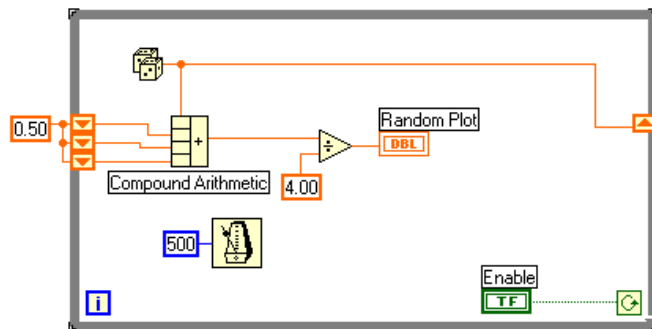 Random Plot
0.50
+
÷
DBL
Compound Arithmetic
4.00
500
Enable
i
TF